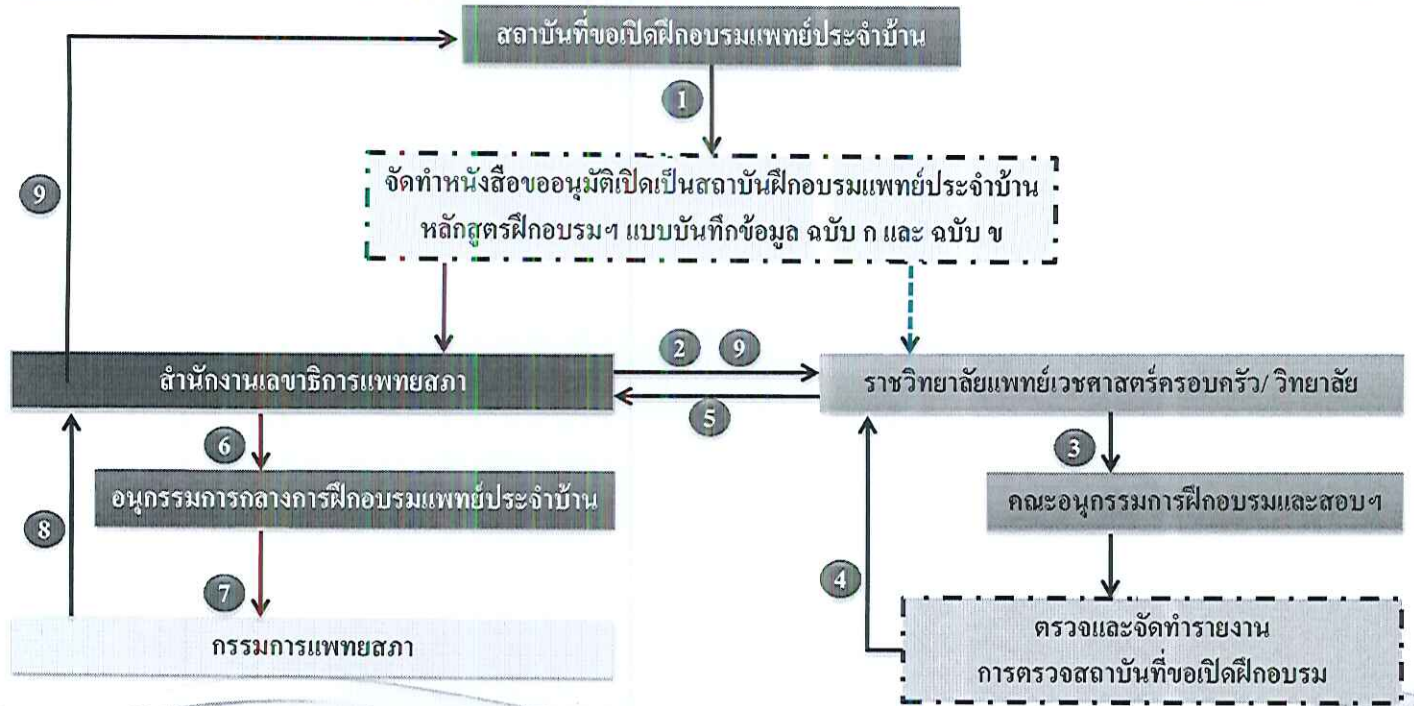 สถาบันที่ขอเปิดฝึกอบรมแพทย์ประจำบ้าน
1
จัดทำหนังสือขออนุมัติเปิดเป็นสถาบันฝึกอบรมแพทย์ประจำบ้าน
หลักสูตรฝึกอบรมฯ แบบบันทึกข้อมูล ฉบับ ก และ ฉบับ ข
9
2 9
สำนักงานเลขาธิการแพทยสภา
ราชวิทยาลัยแพทย์เวชศาสตร์ครอบครัว/ วิทยาลัย
5
6
3
อนุกรรมการกลางการฝึกอบรมแพทย์ประจำบ้าน
คณะอนุกรรมการฝึกอบรมและสอบฯ
8
7
4
กรรมการแพทยสภา
ตรวจและจัดทำรายงาน
การตรวจสถาบันที่ขอเปิดฝึกอบรม